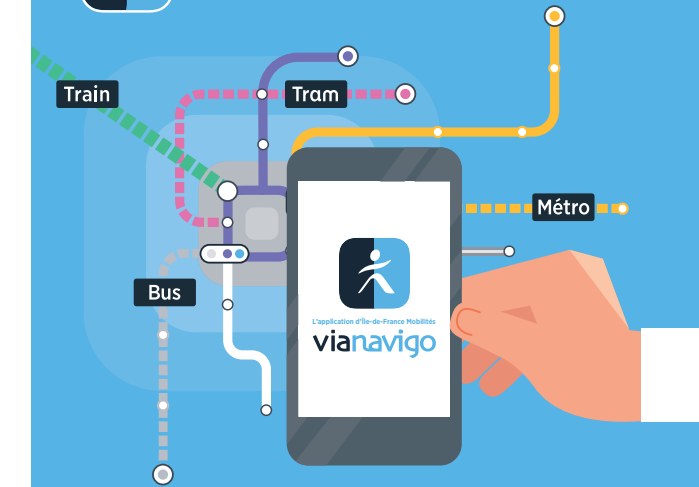 Train
Tram
Métro
Bus
L'application d'Île-de-France Mobilités
vianavigo